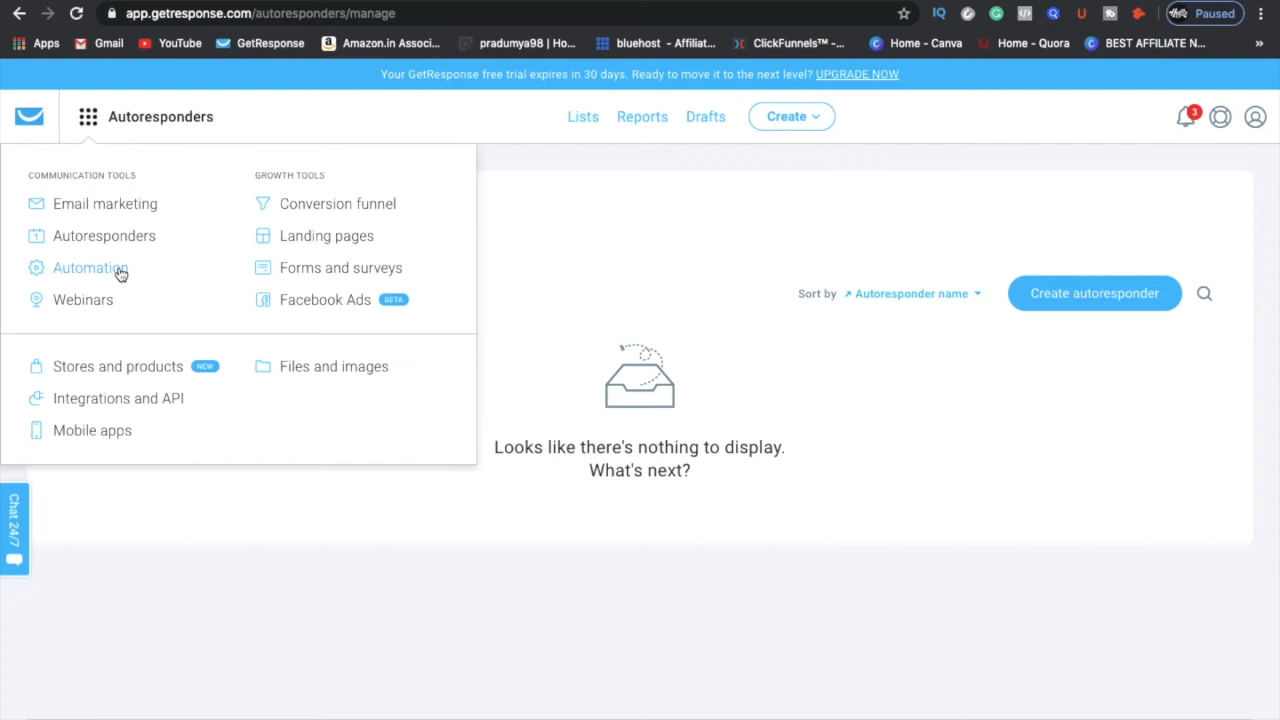 app.getresponse.com/autoresponders/manage
Paused
Apps
Gmail
YouTube
GetResponse
Amazon.in Associ...
pradumya98 | Ho...
bluehost - Affiliat...
ClickFunnels™ -...
Home - Canva
Home - Quora
BEST AFFILIATE N...
»
Your GetResponse free trial expires in 30 days. Ready to move it to the next level? UPGRADE NOW
Autoresponders
Lists
Reports
Drafts
Create
3
COMMUNICATION TOOLS
Email marketing
Autoresponders
Automation
Webinars
GROWTH TOOLS
Conversion funnel
Landing pages
Forms and surveys
Facebook Ads BETA
Stores and products NEW
Integrations and API
Mobile apps
Files and images
Sort by Autoresponder name
Create autoresponder
Looks like there's nothing to display.
What's next?
Chat 24/7